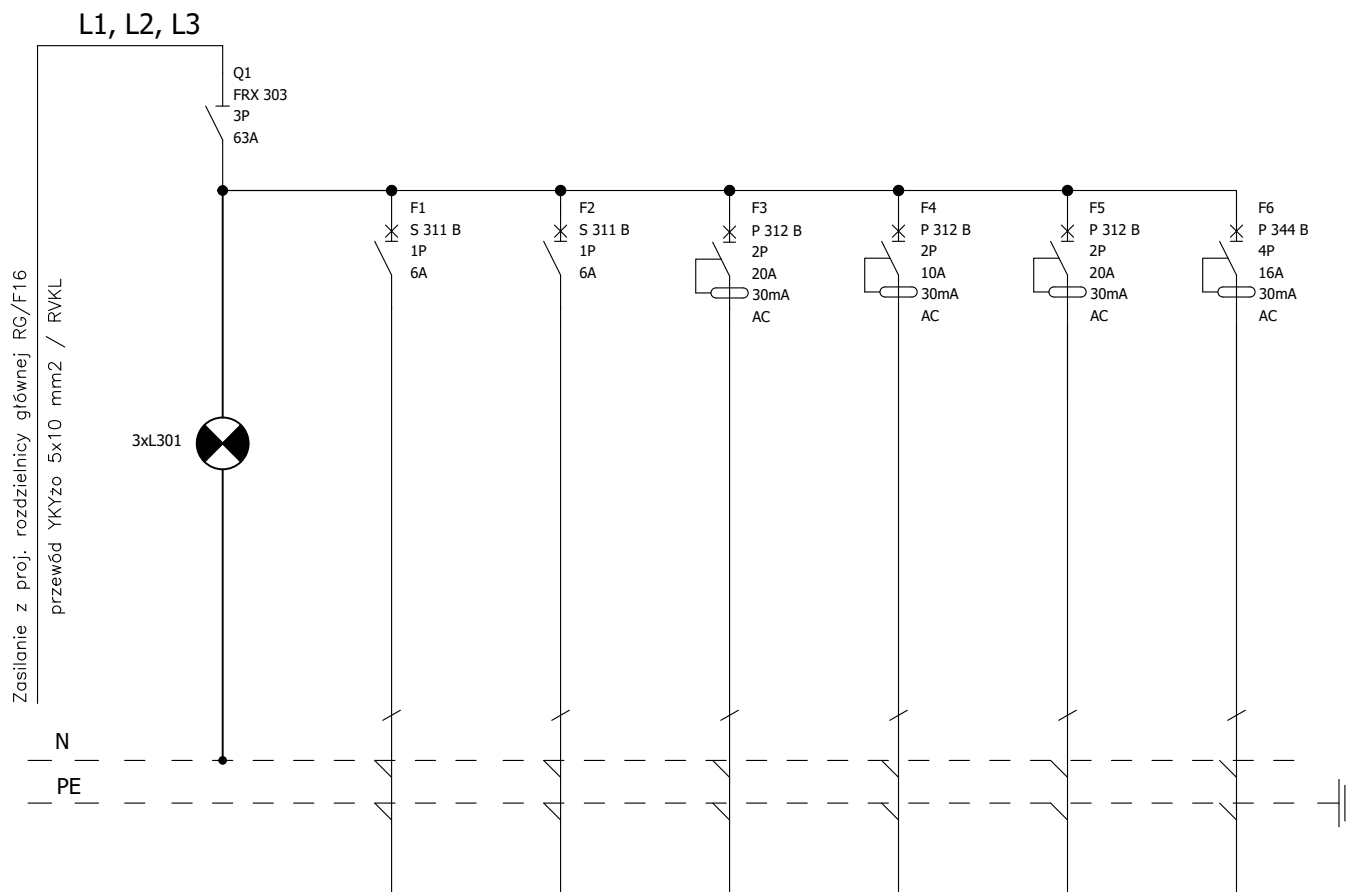 L1, L2, L3
Q1
FRX 303
3P
63A
Zasilanie z proj. rozdzielnicy głównej RG/F16
przewód YKYżo 5x10 mm2 / RVKL
F1
S 311 B
1P
6A
F2
S 311 B
1P
6A
F3
P 312 B
2P
20A
30mA
AC
F4
P 312 B
2P
10A
30mA
AC
F5
P 312 B
2P
20A
30mA
AC
F6
P 344 B
4P
16A
30mA
AC
3xL301
N
PE